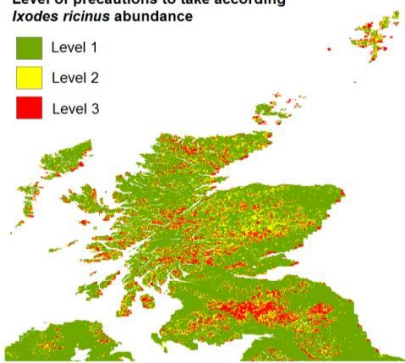 Level of precautions to take according
Ixodes ricinus abundance
Level 1
Level 2
Level 3